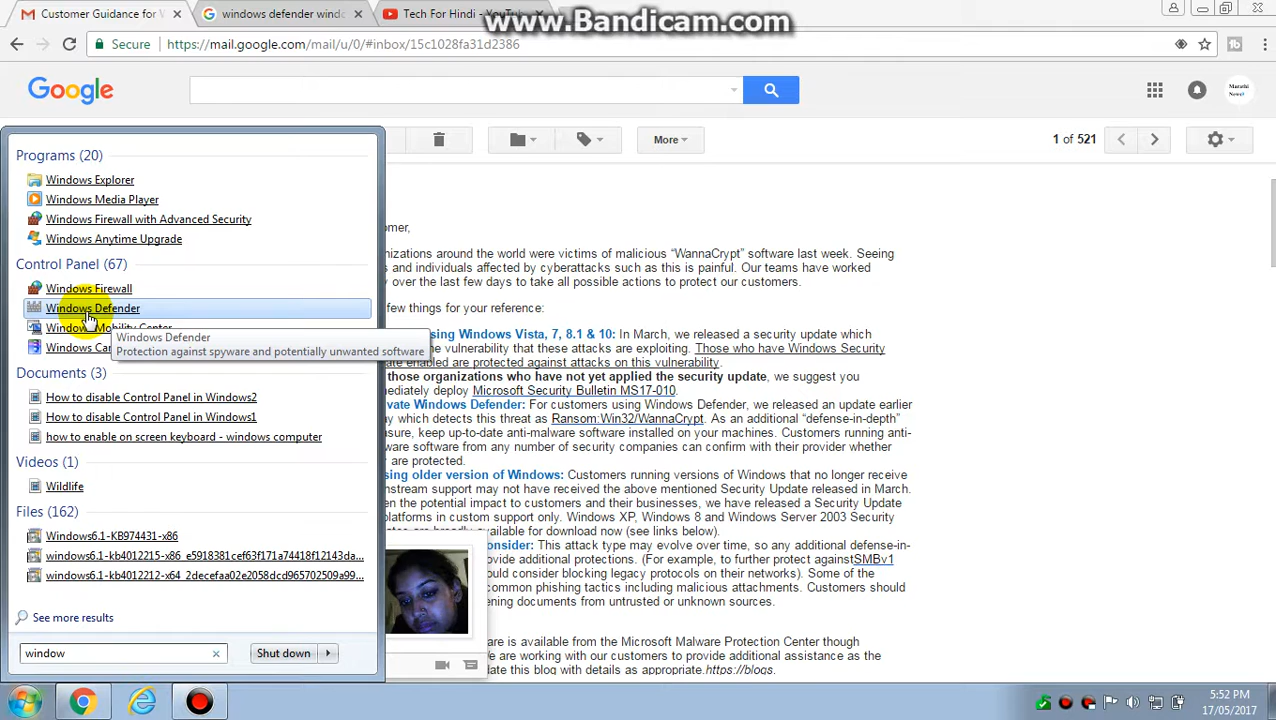 Customer Guidance for W
windows defender wind
Tech For Hindi - YouTube
www.Bandicam.com
Secure
https://mail.google.com/mail/u/0/#inbox/15c1028fa31d2386
Google
Marathi
News!
More
1 of 521
Programs (20)
Windows Explorer
Windows Media Player
Windows Firewall with Advanced Security
Windows Anytime Upgrade
Control Panel (67)
Windows Firewall
Windows Defender
Windows Mobility Center
Windows Car
Windows Defender
Protection against spyware and potentially unwanted software
Documents (3)
How to disable Control Panel in Windows2
How to disable Control Panel in Windows1
how to enable on screen keyboard - windows computer
Videos (1)
Wildlife
Files (162)
Windows6.1-KB974431-x86
windows6.1-kb4012215-x86_e5918381cef63f171a74418f12143da...
windows6.1-kb4012212-x64_2decefaa02e2058dcd965702509a99...
See more results
window
Shut down
omer,
nizations around the world were victims of malicious “WannaCrypt” software last week. Seeing
s and individuals affected by cyberattacks such as this is painful. Our teams have worked
y over the last few days to take all possible actions to protect our customers.
few things for your reference:
using Windows Vista, 7, 8.1 & 10: In March, we released a security update which
he vulnerability that these attacks are exploiting. Those who have Windows Security
ate enabled are protected against attacks on this vulnerability.
those organizations who have not yet applied the security update, we suggest you
mediately deploy Microsoft Security Bulletin MS17-010.
vate Windows Defender: For customers using Windows Defender, we released an update earlier
ay which detects this threat as Ransom:Win32/WannaCrypt. As an additional “defense-in-depth”
sure, keep up-to-date anti-malware software installed on your machines. Customers running anti-
ware software from any number of security companies can confirm with their provider whether
y are protected.
sing older version of Windows: Customers running versions of Windows that no longer receive
nstream support may not have received the above mentioned Security Update released in March.
en the potential impact to customers and their businesses, we have released a Security Update
platforms in custom support only. Windows XP, Windows 8 and Windows Server 2003 Security
ates are broadly available for download now (see links below).
onsider: This attack type may evolve over time, so any additional defense-in-
ovide additional protections. (For example, to further protect againstSMBv1
ould consider blocking legacy protocols on their networks). Some of the
common phishing tactics including malicious attachments. Customers should
ening documents from untrusted or unknown sources.
are is available from the Microsoft Malware Protection Center though
We are working with our customers to provide additional assistance as the
date this blog with details as appropriate.https://blogs.
5:52 PM
17/05/2017